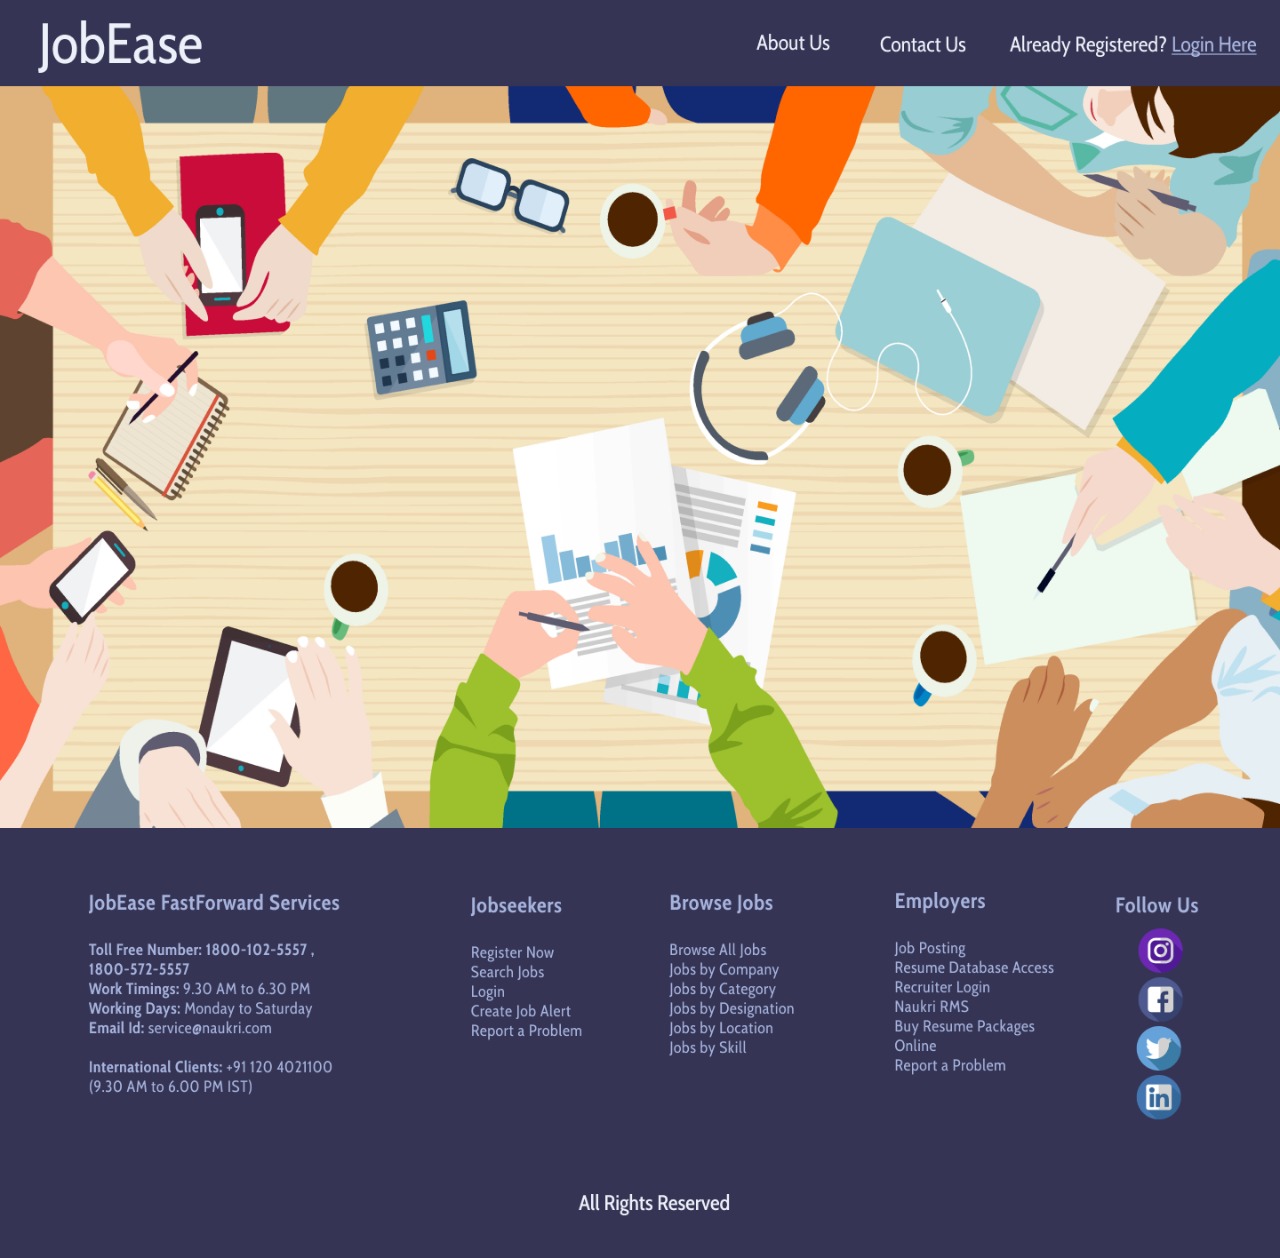 JobEase
About Us
Contact Us
Already Registered? Login Here
JobEase FastForward Services
Toll Free Number: 1800-102-5557 ,
1800-572-5557
Work Timings: 9.30 AM to 6.30 PM
Working Days: Monday to Saturday
Email Id: service@naukri.com
International Clients: +91 120 4021100
(9.30 AM to 6.00 PM IST)
Jobseekers
Register Now
Search Jobs
Login
Create Job Alert
Report a Problem
Browse Jobs
Browse All Jobs
Jobs by Company
Jobs by Category
Jobs by Designation
Jobs by Location
Jobs by Skill
Employers
Job Posting
Resume Database Access
Recruiter Login
Naukri RMS
Buy Resume Packages
Online
Report a Problem
Follow Us
All Rights Reserved